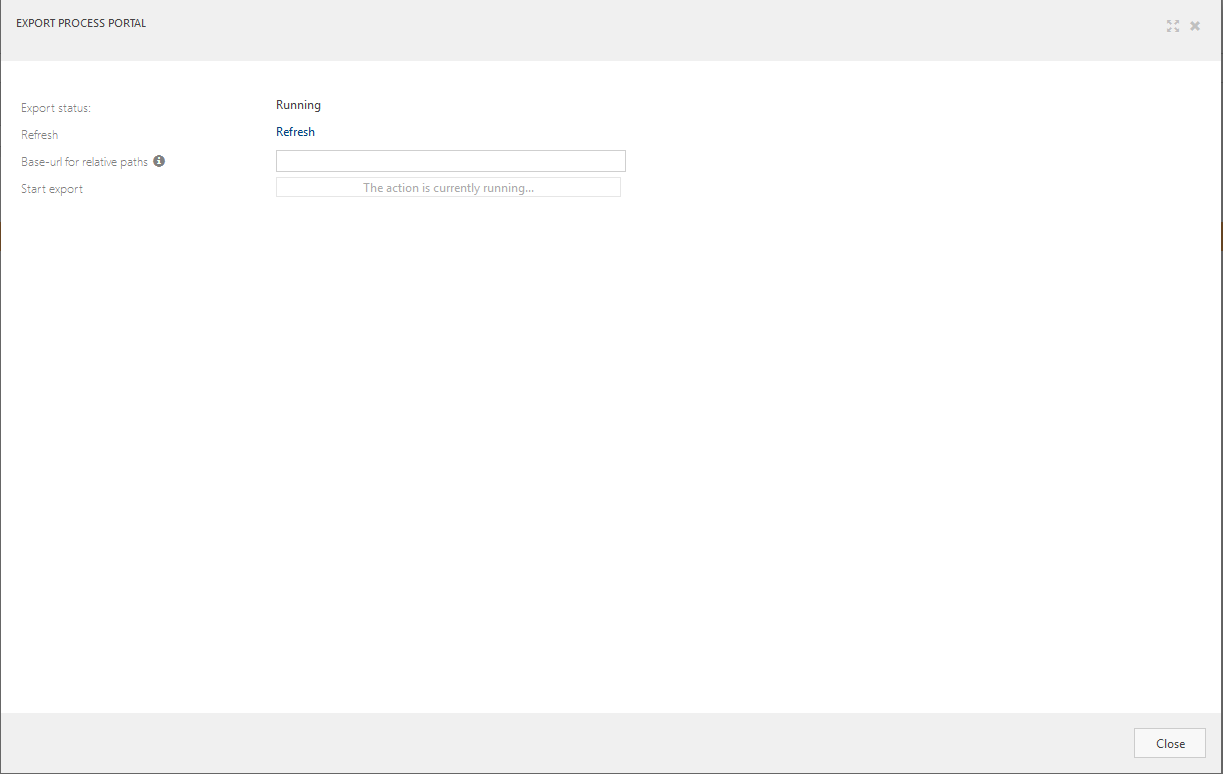 EXPORT PROCESS PORTAL
Export status: Running
Refresh Refresh
Base-url for relative paths
Start export The action is currently running...
Close